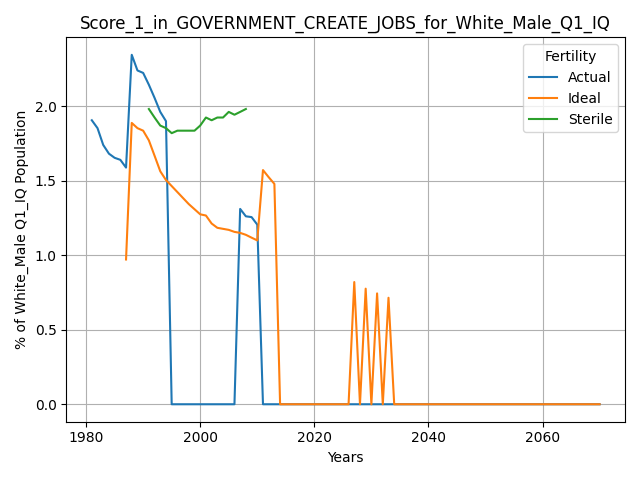 Score_1_in_GOVERNMENT_CREATE_JOBS_for_White_Male_Q1_IQ
Fertility
Actual
Ideal
Sterile
% of White_Male Q1_IQ Population
2.0
1.5
1.0
0.5
0.0
1980 2000 2020 2040 2060
Years